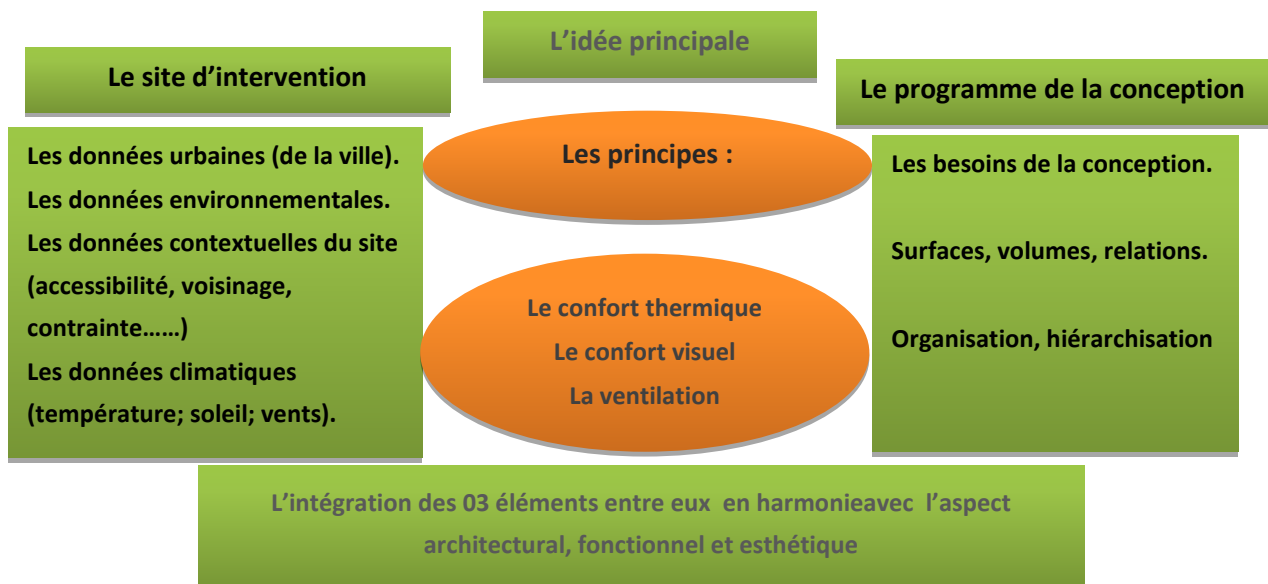 L’idée principale
Le site d’intervention
Le programme de la conception
Les données urbaines (de la ville).
Les données environnementales.
Les données contextuelles du site
(accessibilité, voisinage,
contrainte……)
Les données climatiques
(température; soleil; vents).
Les principes :
Le confort thermique
Le confort visuel
La ventilation
Les besoins de la conception.
Surfaces, volumes, relations.
Organisation, hiérarchisation
L’intégration des 03 éléments entre eux  en harmonieavec  l’aspect
architectural, fonctionnel et esthétique